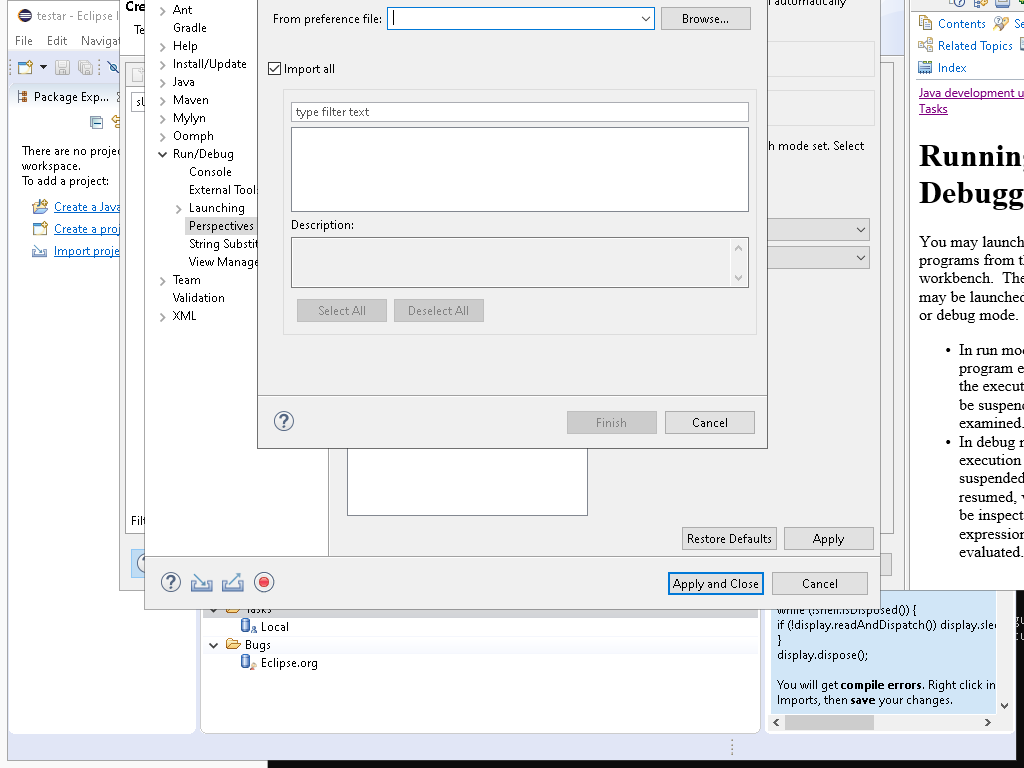 testar - Eclipse I
File Edit Navigat
Package Exp...
There are no projec
workspace.
To add a project:
Create a Java
Create a proj
Import proje
Cre
Te
Filt
Ant
Gradle
Help
Install/Update
Java
Maven
Mylyn
Oomph
Run/Debug
Console
External Tools
Launching
Perspectives
String Substit
View Manage
Team
Validation
XML
From preference file:
Browse...
Import all
type filter text
Description:
Select All
Deselect All
Finish
Cancel
automatically
h mode set. Select
Restore Defaults
Apply
Apply and Close
Cancel
Tasks
Local
Bugs
Eclipse.org
Contents
Se
Related Topics
Index
Java development u
Tasks
Running
Debugg
You may launch
programs from th
workbench. The
may be launched
or debug mode.
• In run mod
program e
the execut
be suspend
examined.
• In debug m
execution
suspended
resumed, v
be inspect
expression
evaluated.
while (!shell.isDisposed()) {
if (!display.readAndDispatch()) display.slee
}
display.dispose();
You will get compile errors. Right click in
Imports, then save your changes.